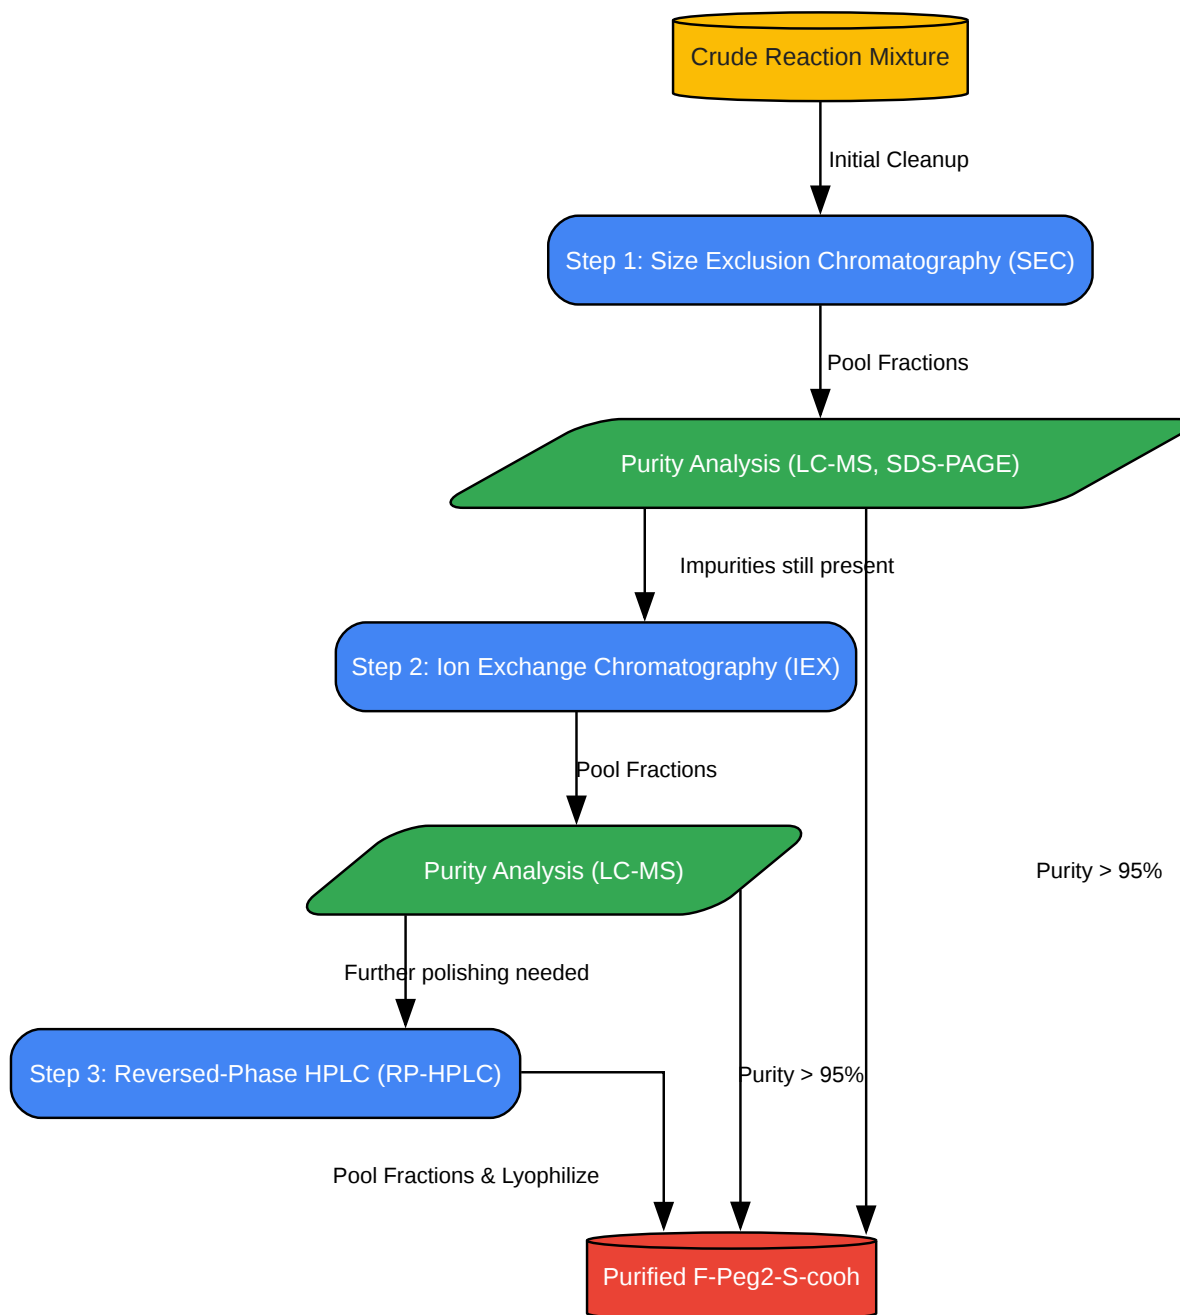 Crude Reaction Mixture
Initial Cleanup
Step 1: Size Exclusion Chromatography (SEC)
Pool Fractions
Purity Analysis (LC-MS, SDS-PAGE)
Impurities still present
Step 2: Ion Exchange Chromatography (IEX)
Pool Fractions
Purity Analysis (LC-MS)
Purity > 95%
Further polishing needed
Step 3: Reversed-Phase HPLC (RP-HPLC)
Purity > 95%
Pool Fractions & Lyophilize
Purified F-Peg2-S-cooh